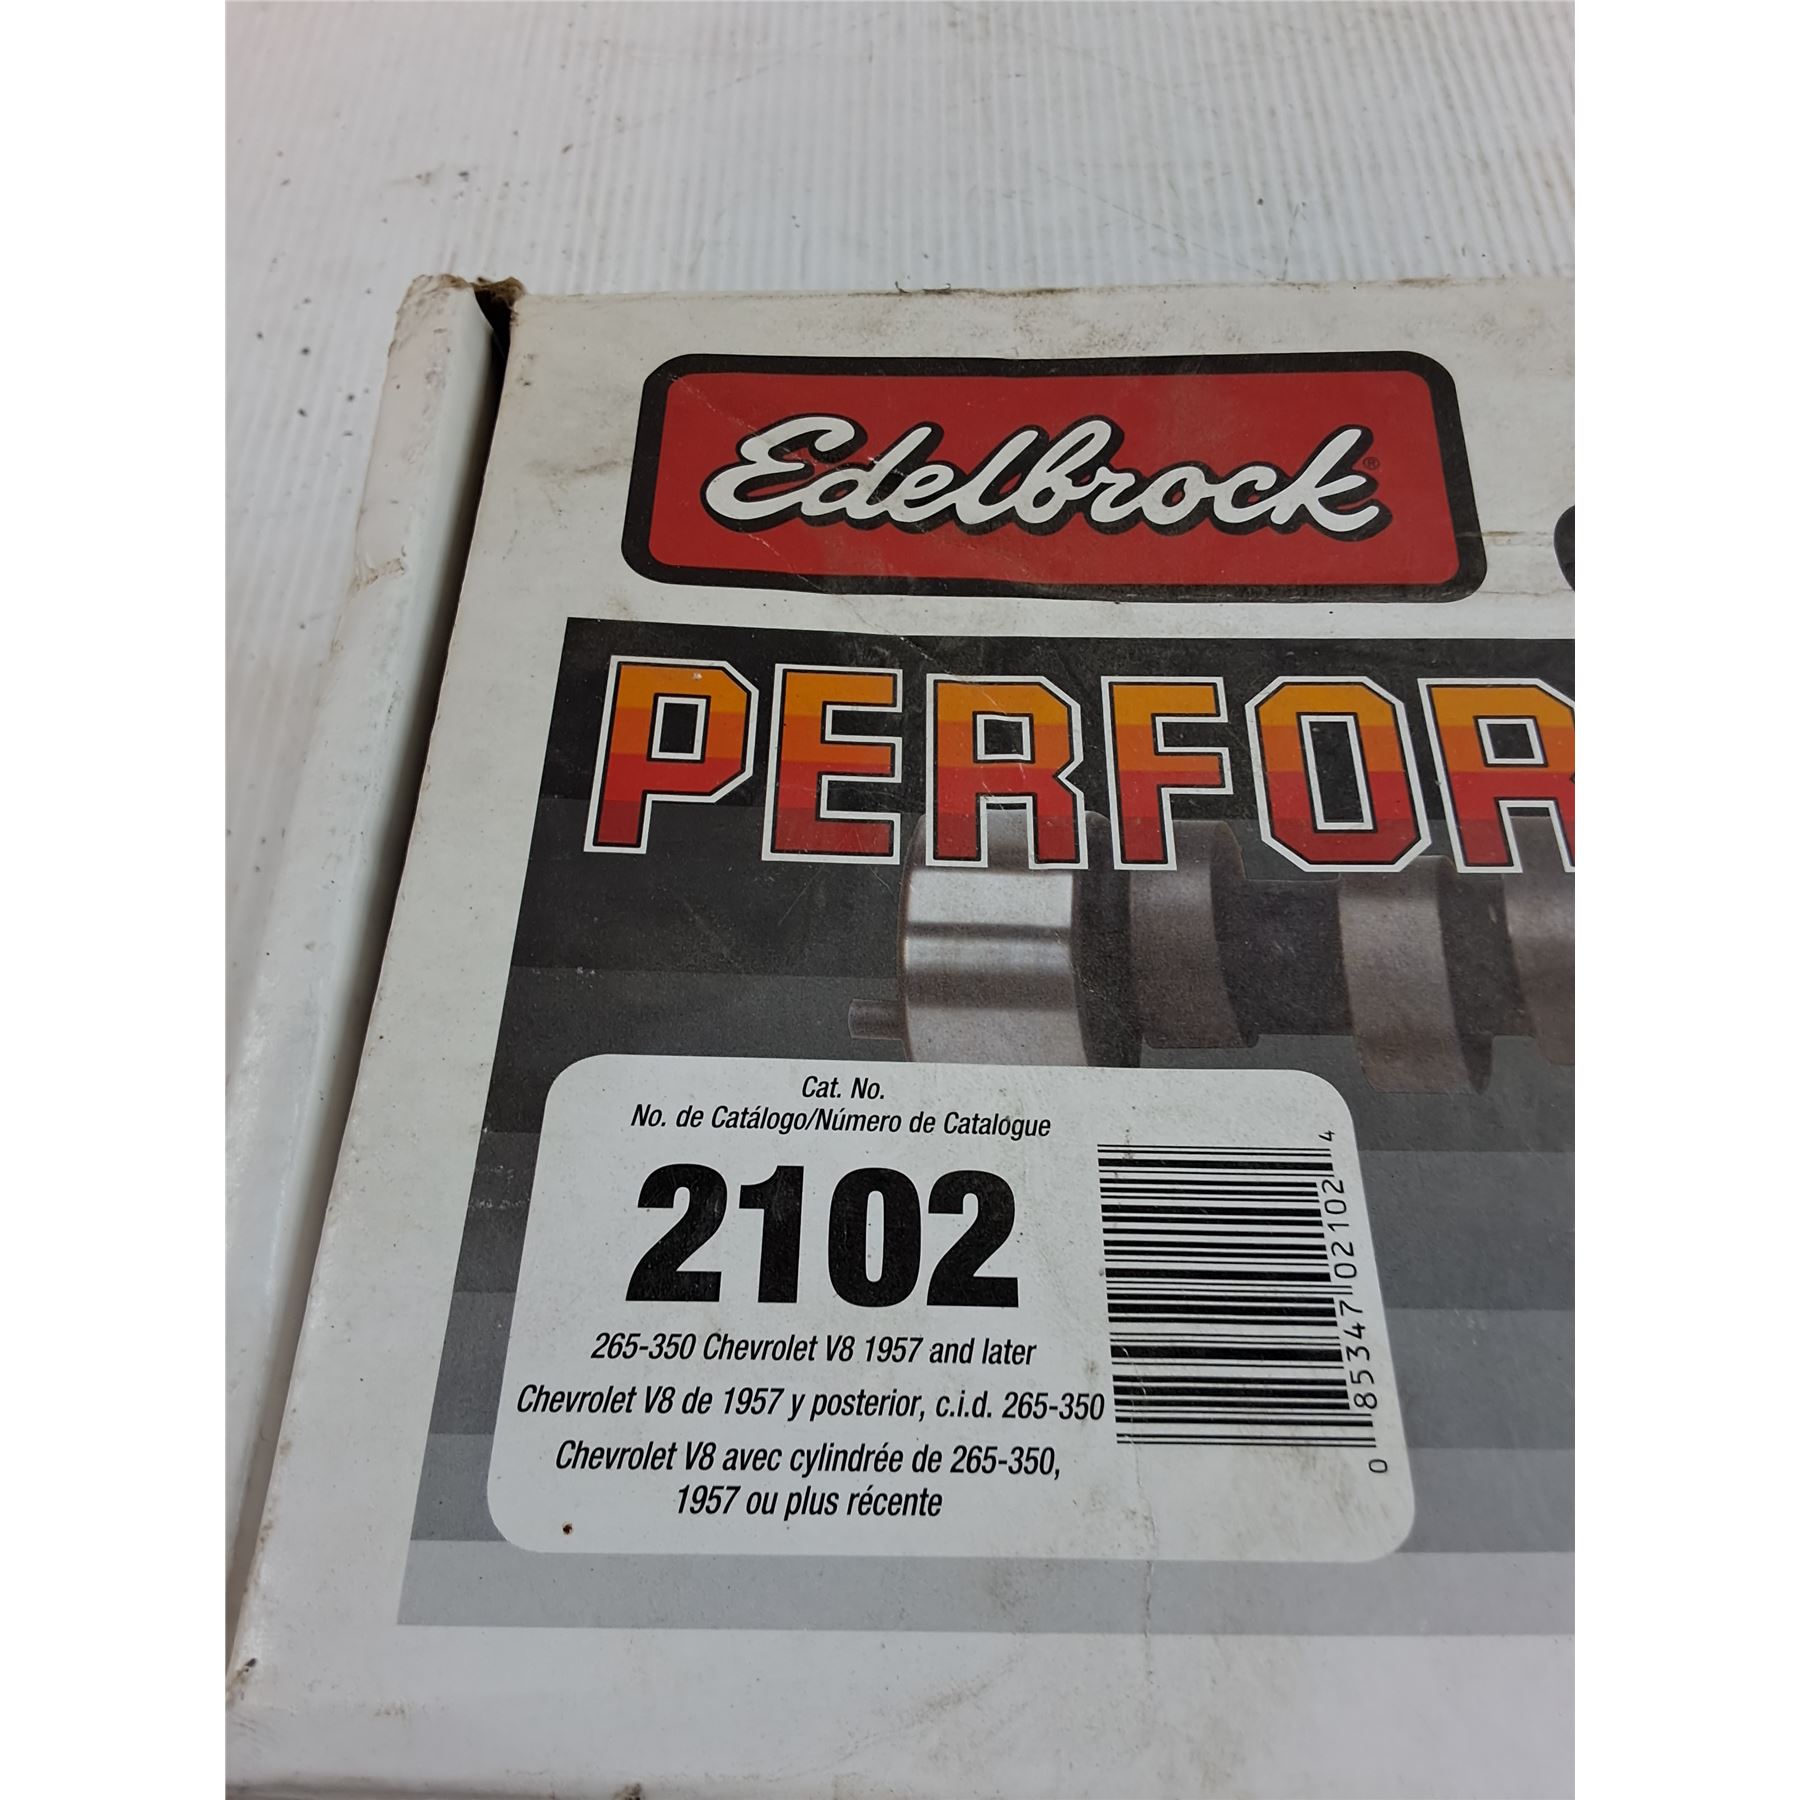 Edelbrock®
PERFOR
Cat. No.
No. de Catálogo/Número de Catalogue
2102
265-350 Chevrolet V8 1957 and later
Chevrolet V8 de 1957 y posterior, c.i.d. 265-350
Chevrolet V8 avec cylindrée de 265-350,
1957 ou plus récente
0 85347 02102 4